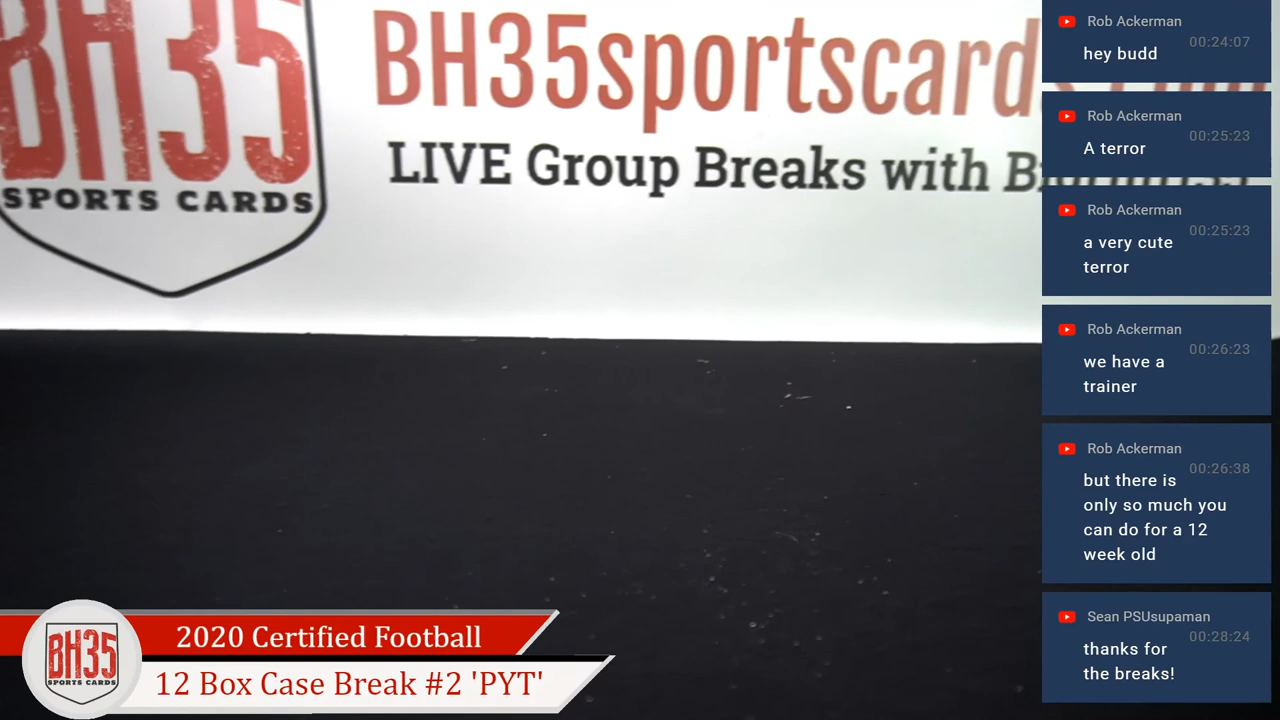 BH35
SPORTS CARDS
BH35sportscard
LIVE Group Breaks with
Rob Ackerman
00:24:07
hey budd
Rob Ackerman
00:25:23
A terror
Rob Ackerman
00:25:23
a very cute
terror
Rob Ackerman
00:26:23
we have a
trainer
Rob Ackerman
00:26:38
but there is
only so much you
can do for a 12
week old
Sean PSUsupaman
00:28:24
thanks for
the breaks!
BH35
SPORTS CARDS
2020 Certified Football
12 Box Case Break #2 'PYT'